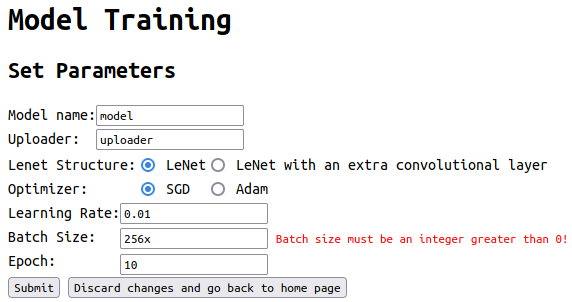 Model Training
Set Parameters
Model name: model
Uploader: uploader
Lenet Structure: LeNet LeNet with an extra convolutional layer
Optimizer: SGD Adam
Learning Rate: 0.01
Batch Size: 256x Batch size must be an integer greater than 0!
Epoch: 10
Submit Discard changes and go back to home page